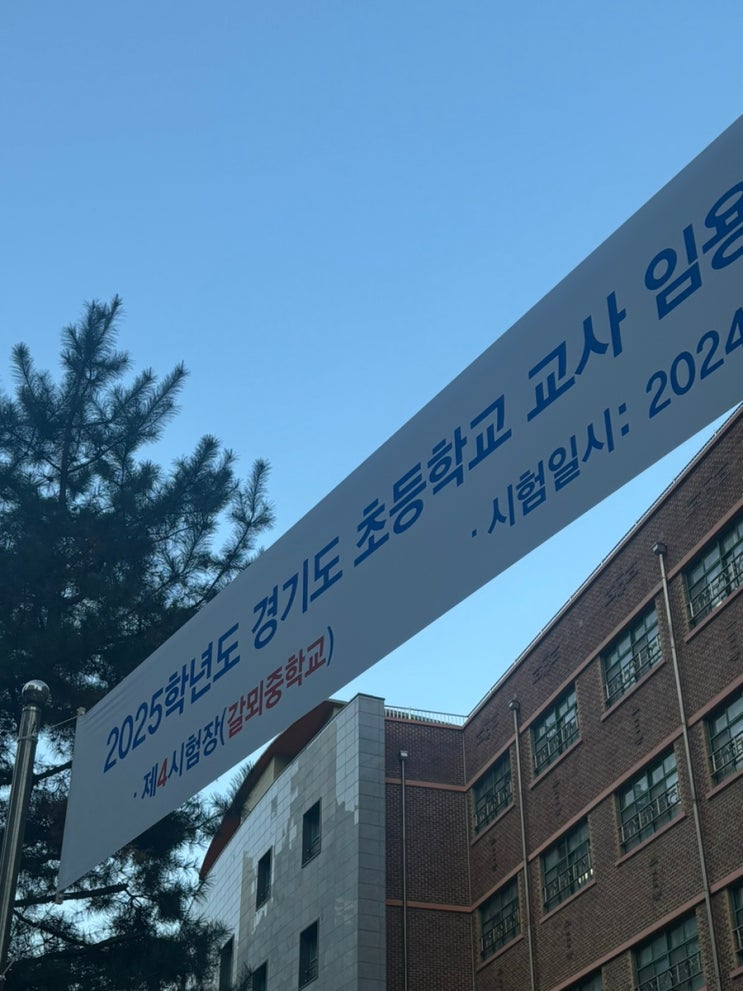 2025학년도 경기도 초등학교 교사 임용
· 시험일시: 2024
· 제4시험장(갈뫼중학교)